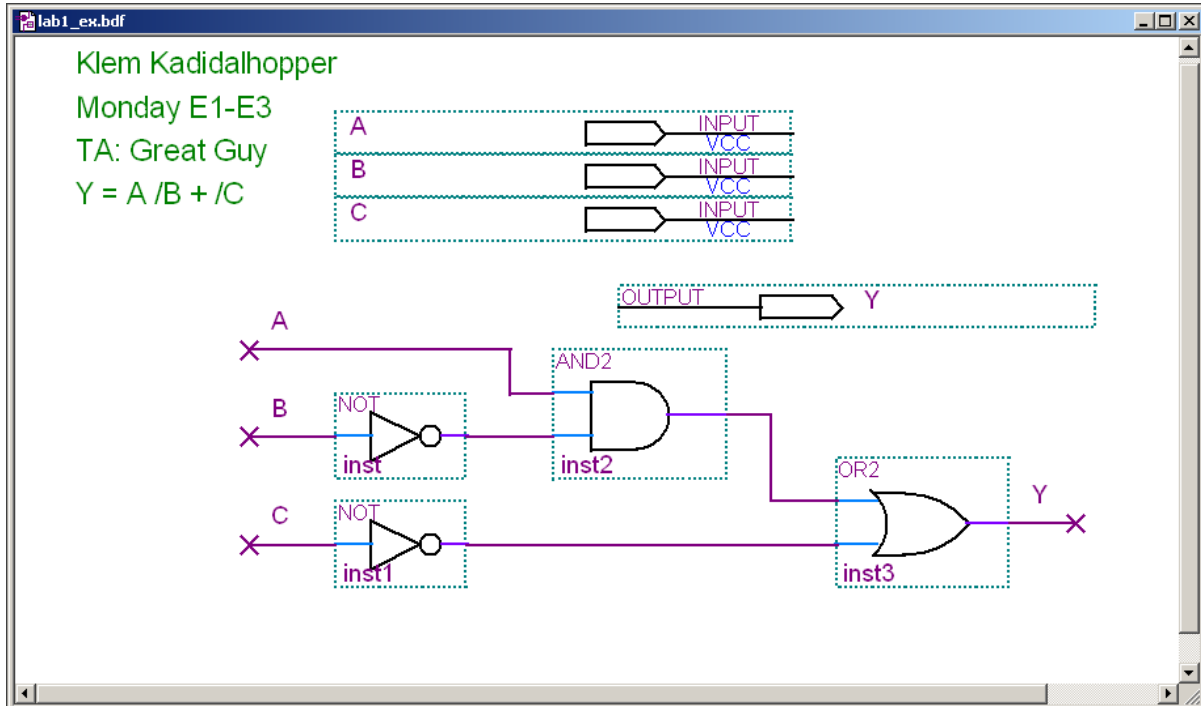 lab1_ex.bdf
Klem Kadidalhopper
Monday E1-E3
TA: Great Guy
Y = A /B + /C
A INPUT
VCC
B INPUT
VCC
C INPUT
VCC
OUTPUT Y
A
AND2
inst2
B
NOT
inst
C
NOT
inst1
OR2
inst3
Y